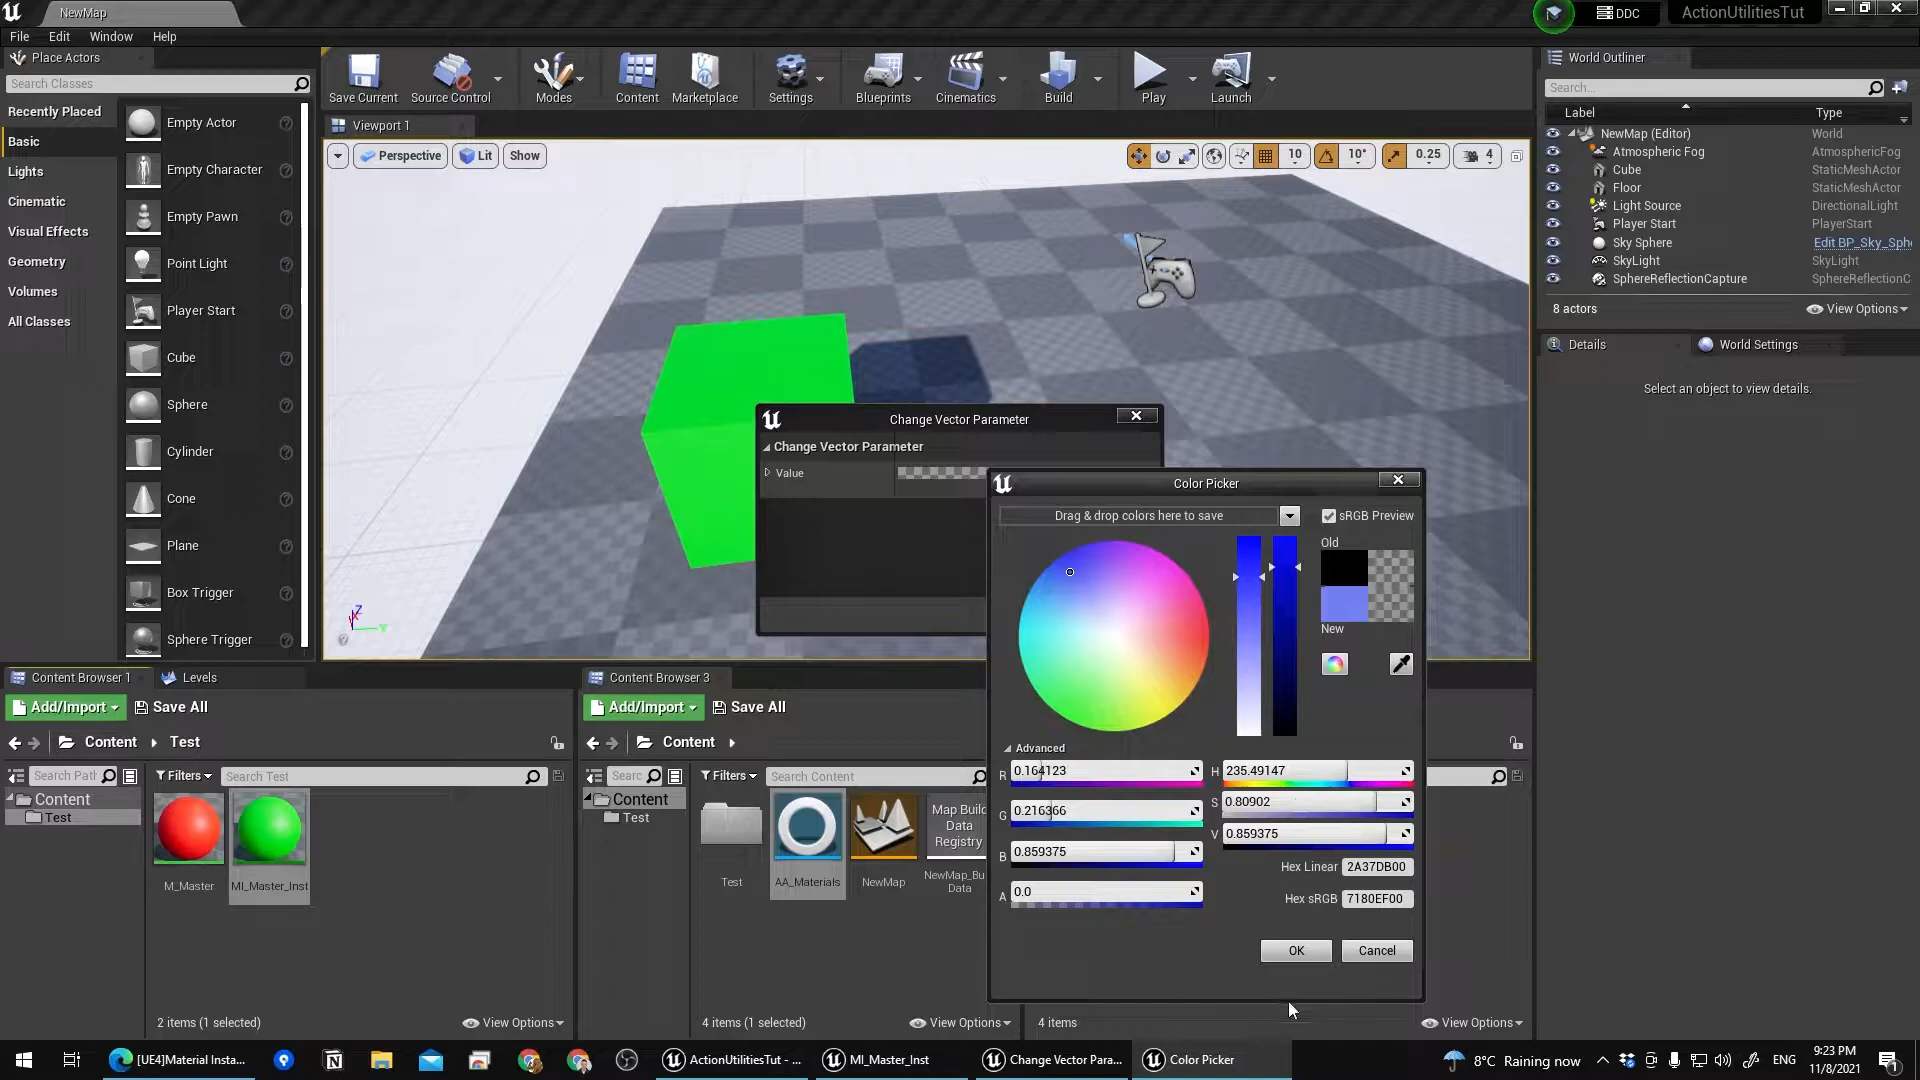 NewMap
DDC
ActionUtilitiesTut
File Edit Window Help
Place Actors
Search Classes
Recently Placed
Basic
Lights
Cinematic
Visual Effects
Geometry
Volumes
All Classes
Empty Actor
Empty Character
Empty Pawn
Point Light
Player Start
Cube
Sphere
Cylinder
Cone
Plane
Box Trigger
Sphere Trigger
Save Current
Source Control
Modes
Content
Marketplace
Settings
Blueprints
Cinematics
Build
Play
Launch
Viewport 1
Perspective Lit Show
10 10° 0.25 4
World Outliner
Search...
Label Type
NewMap (Editor) World
Atmospheric Fog AtmosphericFog
Cube StaticMeshActor
Floor StaticMeshActor
Light Source DirectionalLight
Player Start PlayerStart
Sky Sphere Edit BP_Sky_Sph
SkyLight SkyLight
SphereReflectionCapture SphereReflectionC
8 actors View Options
Details World Settings
Select an object to view details.
Change Vector Parameter
Change Vector Parameter
Value
Color Picker
Drag & drop colors here to save
sRGB Preview
Old
New
Advanced
R 0.164123
G 0.216366
B 0.859375
A 0.0
H 235.49147
S 0.80902
V 0.859375
Hex Linear 2A37DB00
Hex sRGB 7180EF00
OK Cancel
Content Browser 1 Levels
Add/Import Save All
Content Test
Search Path
Filters Search Test
Content
Test
M_Master
MI_Master_Inst
2 items (1 selected) View Options
Content Browser 3
Add/Import Save All
Content
Searc
Filters Search Content
Content
Test
Test
AA_Materials
NewMap
Map Build
Data
Registry
NewMap_Bu
Data
4 items (1 selected) View Options
4 items View Options
[UE4]Material Insta...
ActionUtilitiesTut - ...
MI_Master_Inst
Change Vector Para...
Color Picker
8°C Raining now
ENG
9:23 PM
11/8/2021
1